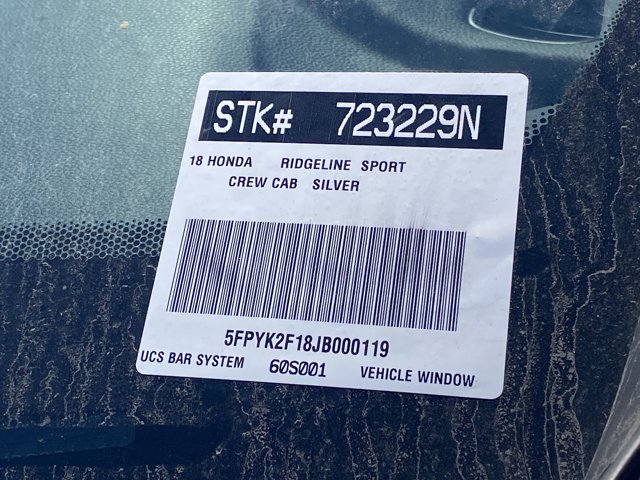 STK# 723229N
18 HONDA RIDGELINE SPORT
CREW CAB SILVER
5FPYK2F18JB000119
UCS BAR SYSTEM 60S001 VEHICLE WINDOW